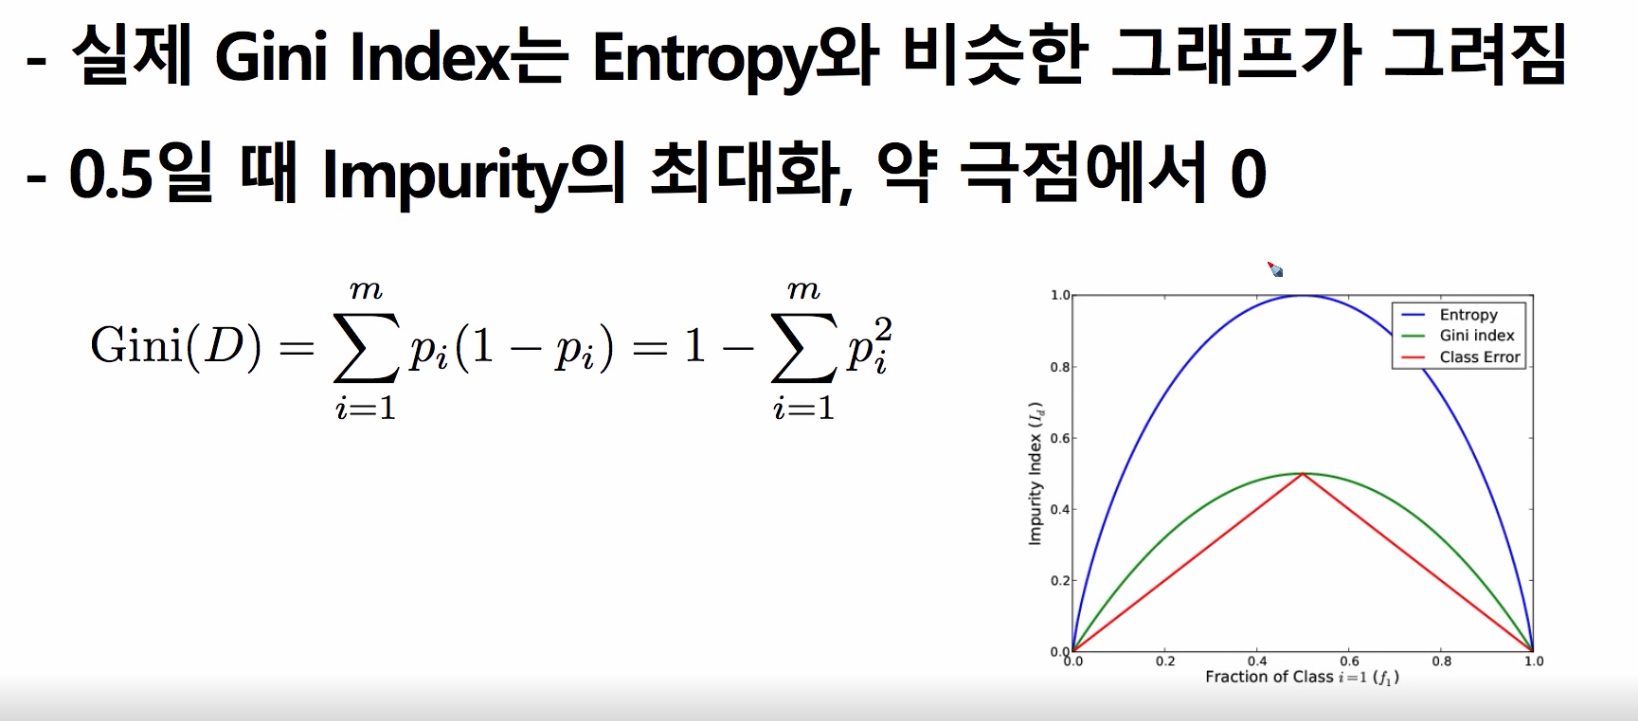 - 실제 Gini Index는 Entropy와 비슷한 그래프가 그려짐
- 0.5일 때 Impurity의 최대화, 약 극점에서 0
Gini(D) = \sum_{i=1}^{m} p_i(1 − p_i) = 1 − \sum_{i=1}^{m} p_i^2
Entropy
Gini index
Class Error
Impurity Index (I_d)
1.0
0.8
0.6
0.4
0.2
0.0
0.0 0.2 0.4 0.6 0.8 1.0
Fraction of Class i=1 (f_1)